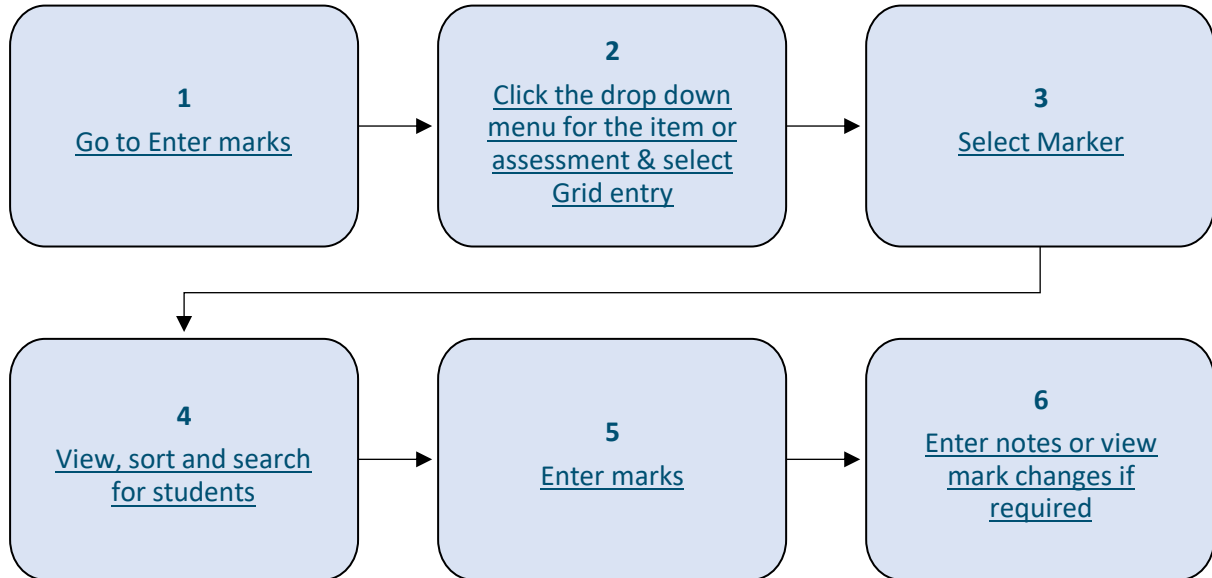 1
Go to Enter marks
2
Click the drop down
menu for the item or
assessment & select
Grid entry
3
Select Marker
4
View, sort and search
for students
5
Enter marks
6
Enter notes or view
mark changes if
required